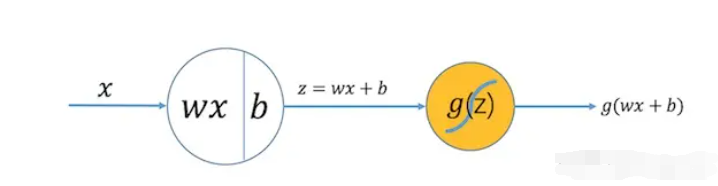 x
wx b
z = wx + b
g(z)
g(wx + b)